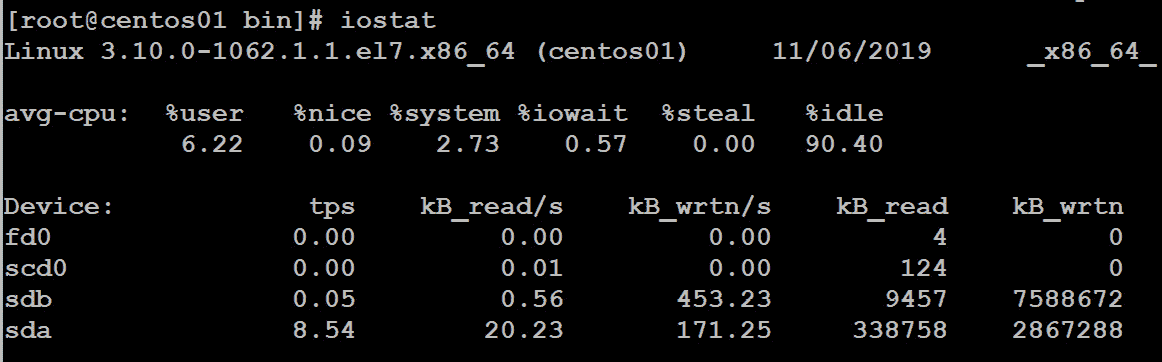 [root@centos01 bin]# iostat
Linux 3.10.0-1062.1.1.el7.x86_64 (centos01) 11/06/2019 _x86_64_
avg-cpu: %user %nice %system %iowait %steal %idle
6.22 0.09 2.73 0.57 0.00 90.40
Device: tps kB_read/s kB_wrtn/s kB_read kB_wrtn
fd0 0.00 0.00 0.00 4 0
scd0 0.00 0.01 0.00 124 0
sdb 0.05 0.56 453.23 9457 7588672
sda 8.54 20.23 171.25 338758 2867288